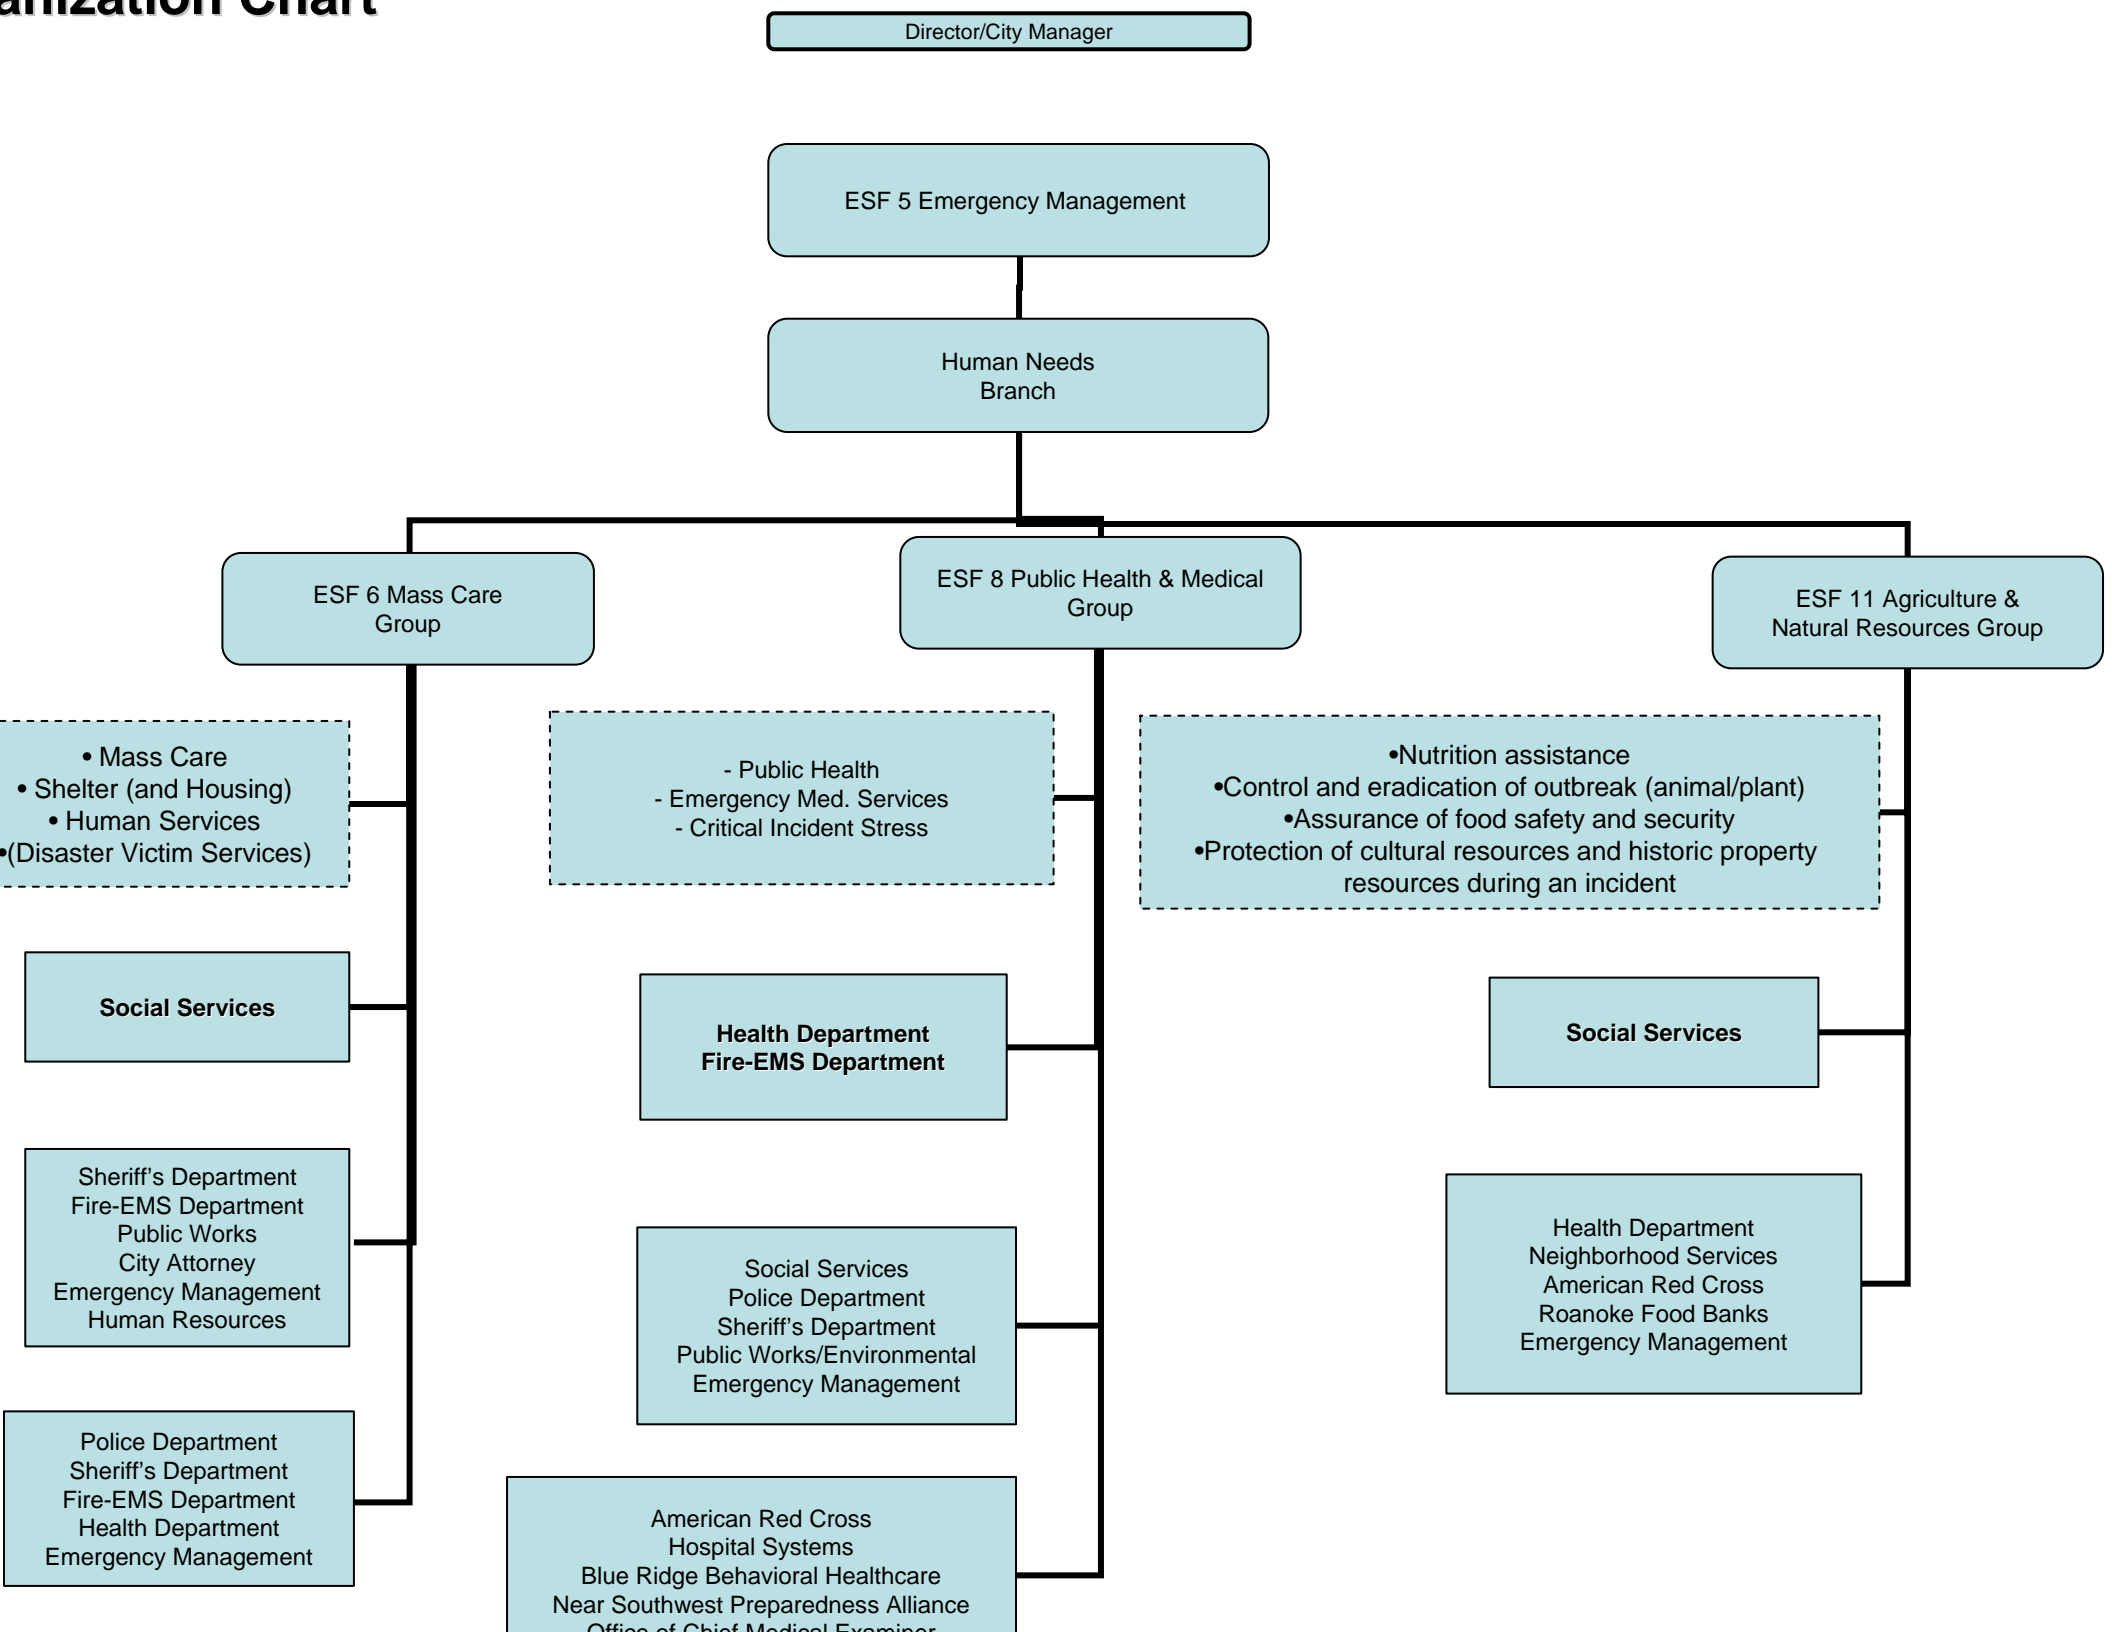 Chart
Director/City Manager
ESF 5 Emergency Management
Human Needs
Branch
ESF 6 Mass Care
Group
ESF 8 Public Health & Medical
Group
ESF 11 Agriculture &
Natural Resources Group
• Mass Care
• Shelter (and Housing)
• Human Services
•(Disaster Victim Services)
- Public Health
- Emergency Med. Services
- Critical Incident Stress
•Nutrition assistance
•Control and eradication of outbreak (animal/plant)
•Assurance of food safety and security
•Protection of cultural resources and historic property
resources during an incident
Social Services
Health Department
Fire-EMS Department
Social Services
Sheriff’s Department
Fire-EMS Department
Public Works
City Attorney
Emergency Management
Human Resources
Social Services
Police Department
Sheriff’s Department
Public Works/Environmental
Emergency Management
Health Department
Neighborhood Services
American Red Cross
Roanoke Food Banks
Emergency Management
Police Department
Sheriff’s Department
Fire-EMS Department
Health Department
Emergency Management
American Red Cross
Hospital Systems
Blue Ridge Behavioral Healthcare
Near Southwest Preparedness Alliance
Office of Chief Medical Examiner